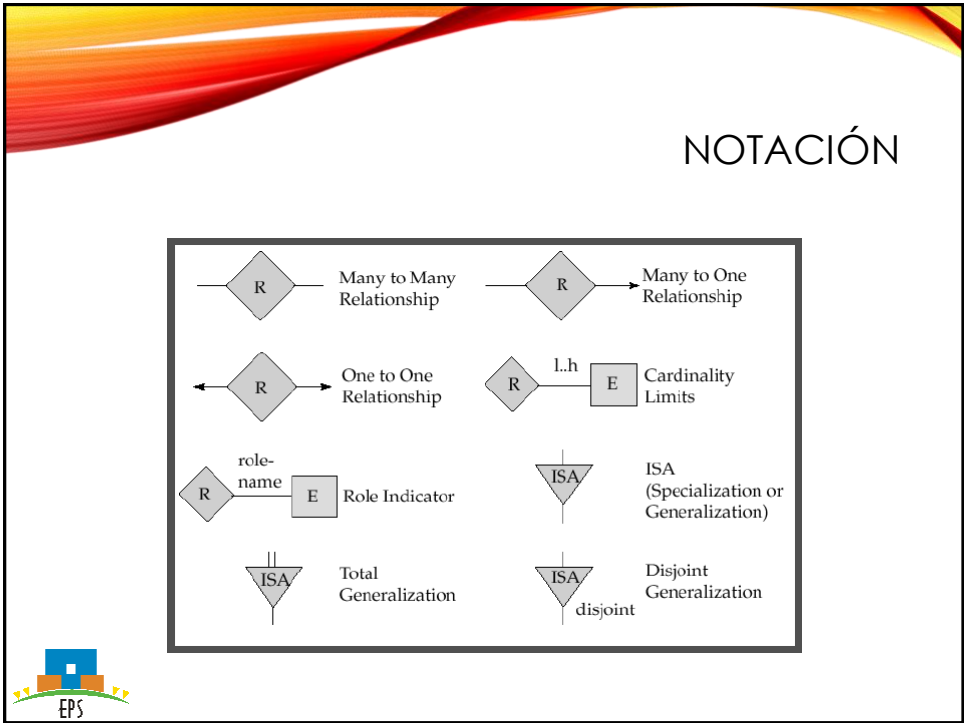 NOTACIÓN
R
Many to Many
Relationship
R
Many to One
Relationship
R
One to One
Relationship
R
l..h
E
Cardinality
Limits
R
role-
name
E
Role Indicator
ISA
ISA
(Specialization or
Generalization)
ISA
Total
Generalization
ISA
disjoint
Disjoint
Generalization
EPS